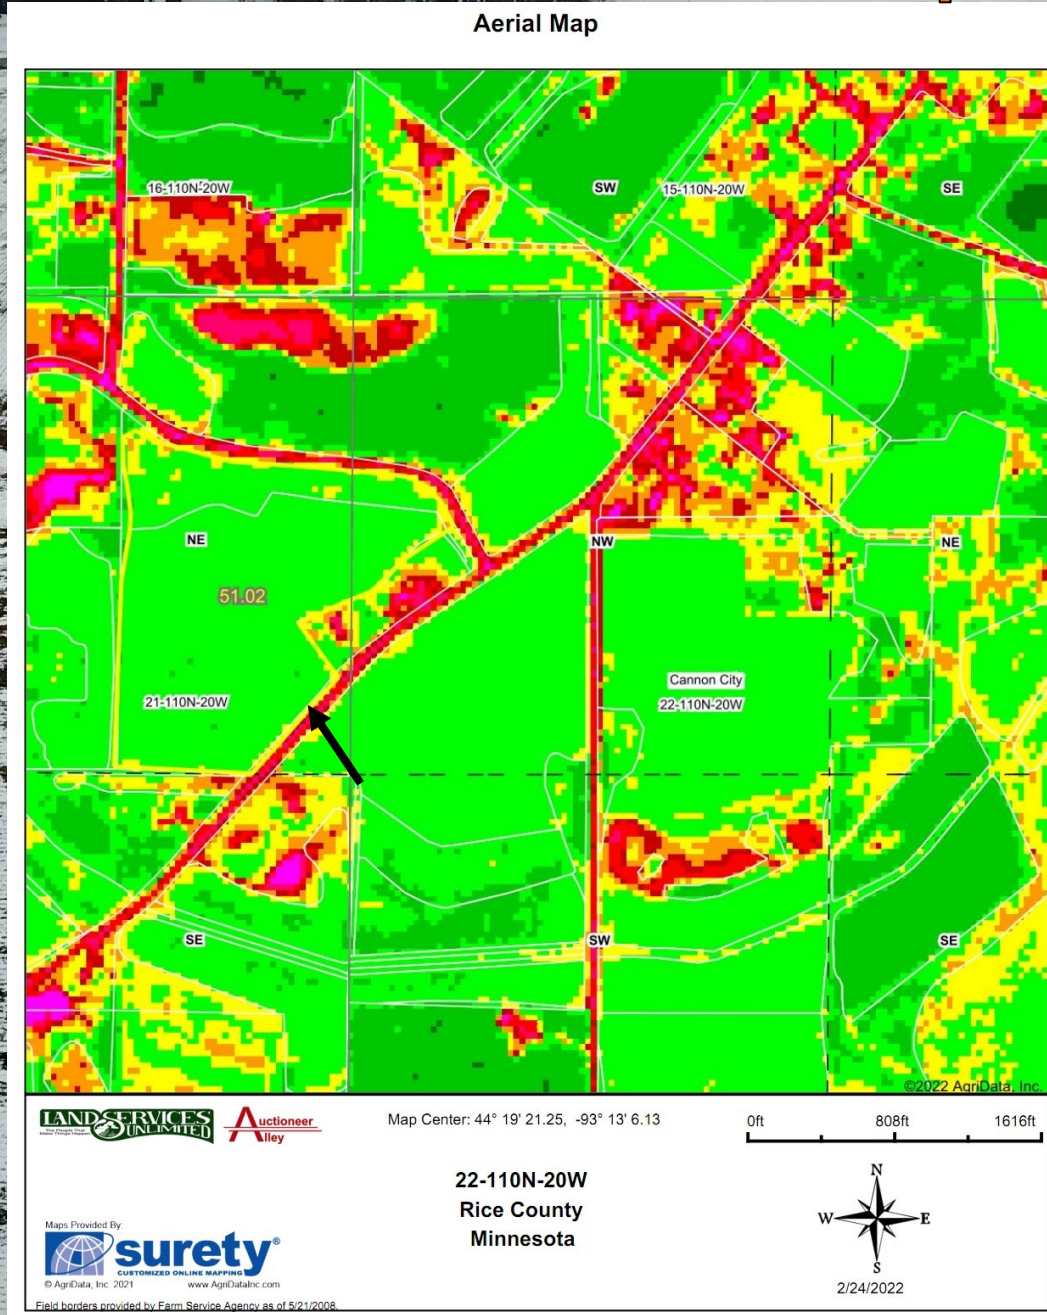 Aerial Map
16-110N-20W
SW
15-110N-20W
SE
NE
NW
NE
51.02
21-110N-20W
Cannon City
22-110N-20W
SE
SW
SE
©2022 AgriData, Inc.
LAND SERVICES
UNLIMITED
Auctioneer
Alley
Map Center: 44° 19' 21.25, -93° 13' 6.13
0ft 808ft 1616ft
22-110N-20W
Rice County
Minnesota
N
W E
S
2/24/2022
Maps Provided By:
surety®
CUSTOMIZED ONLINE MAPPING
© AgriData, Inc. 2021 www.AgriDataInc.com
Field borders provided by Farm Service Agency as of 5/21/2008.